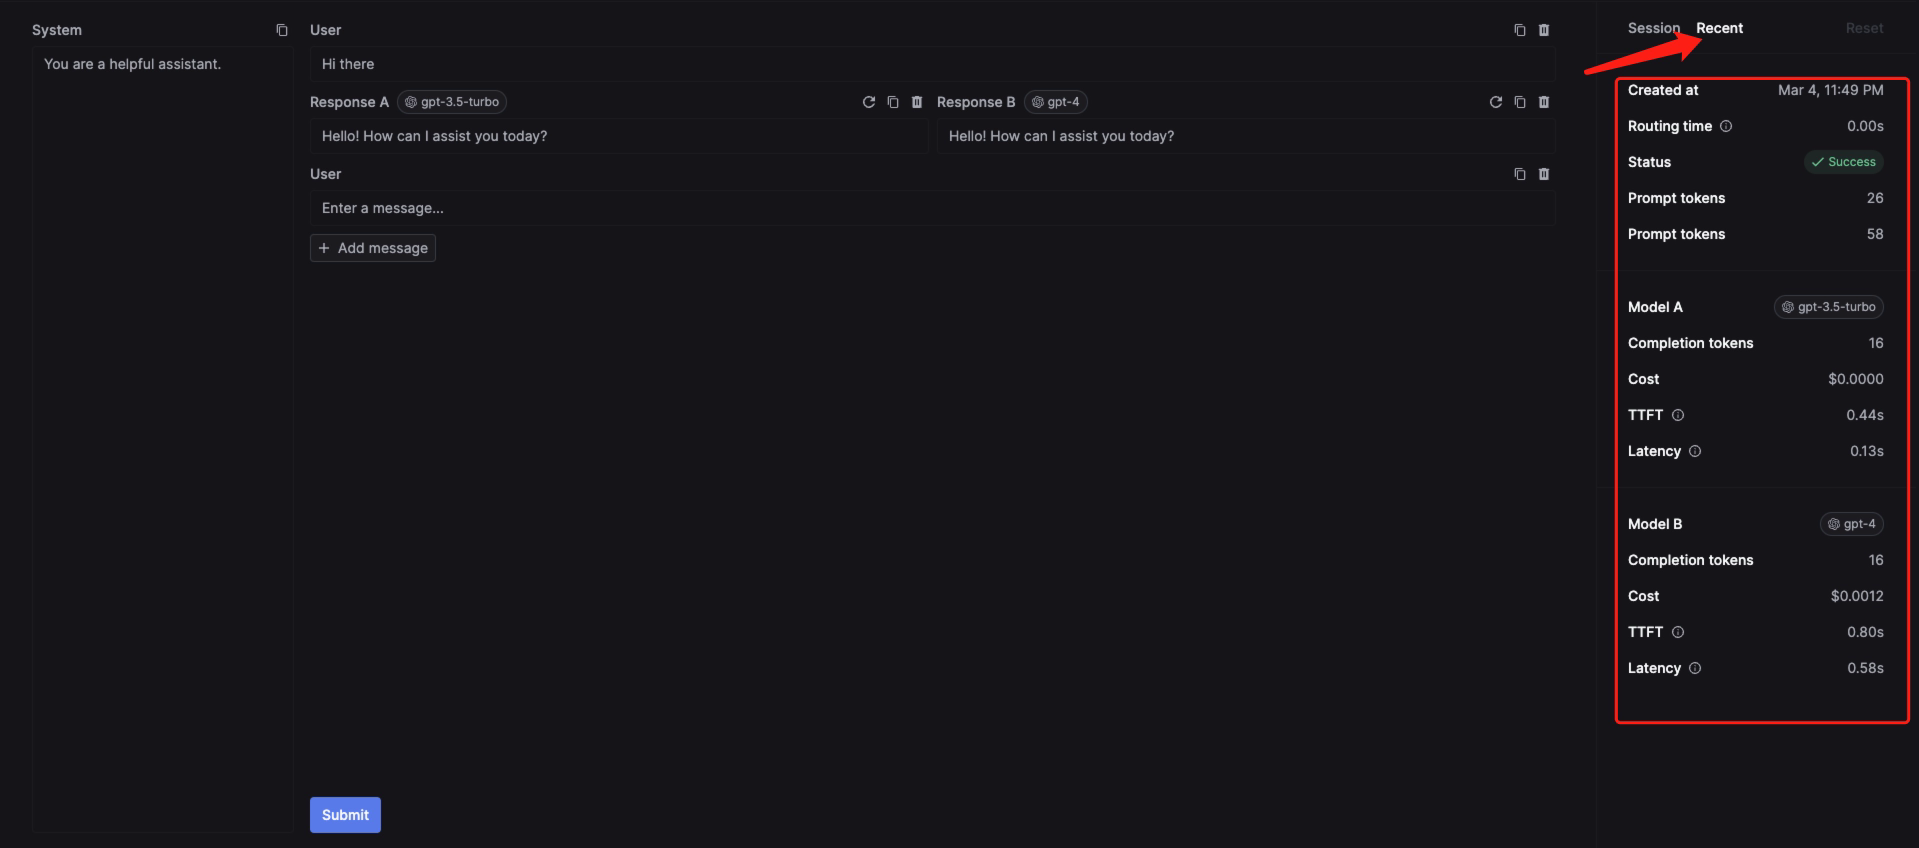 System
You are a helpful assistant.
User
Hi there
Response A gpt-3.5-turbo
Hello! How can I assist you today?
Response B gpt-4
Hello! How can I assist you today?
User
Enter a message...
+ Add message
Submit
Session Recent Reset
Created at Mar 4, 11:49 PM
Routing time 0.00s
Status Success
Prompt tokens 26
Prompt tokens 58
Model A gpt-3.5-turbo
Completion tokens 16
Cost $0.0000
TTFT 0.44s
Latency 0.13s
Model B gpt-4
Completion tokens 16
Cost $0.0012
TTFT 0.80s
Latency 0.58s